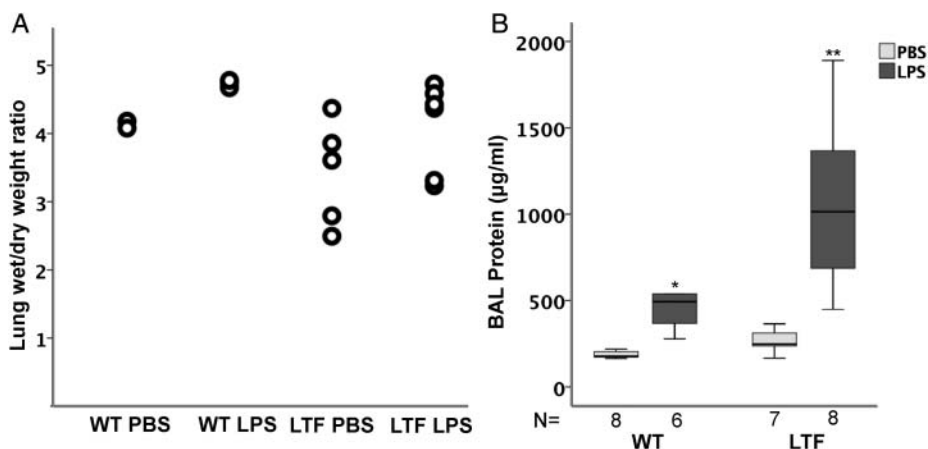 A
Lung wet/dry weight ratio
5
4
3
2
1
WT PBS WT LPS LTF PBS LTF LPS
B
BAL Protein (µg/ml)
2000
1500
1000
500
0
**
*
PBS
LPS
N= 8 6 7 8
WT LTF